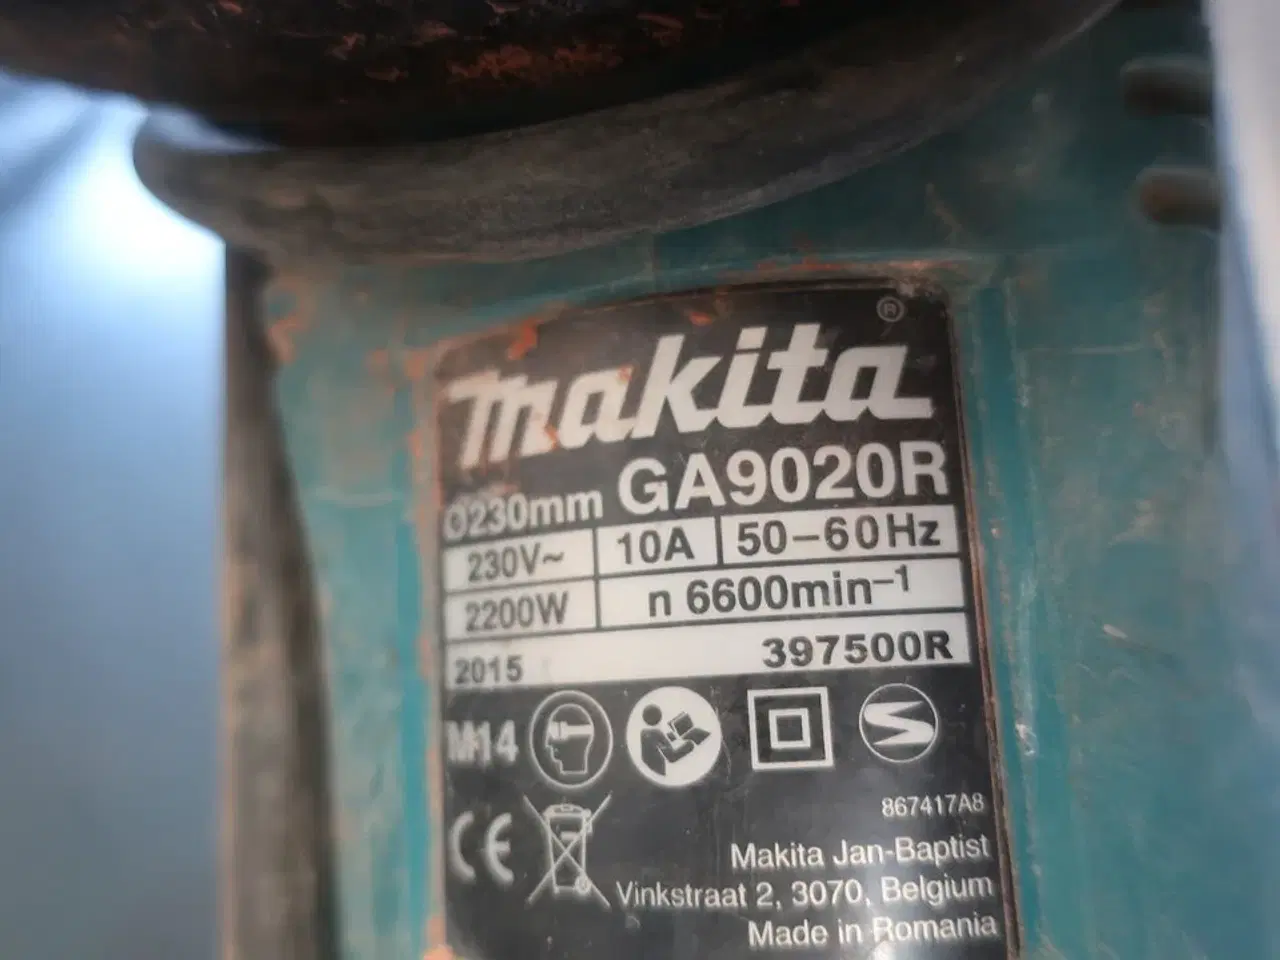 ®
makita
Ø230mm GA9020R
230V~ 10A 50-60Hz
2200W n 6600min⁻¹
2015 397500R
M14
867417A8
CE
Makita Jan-Baptist
Vinkstraat 2, 3070, Belgium
Made in Romania